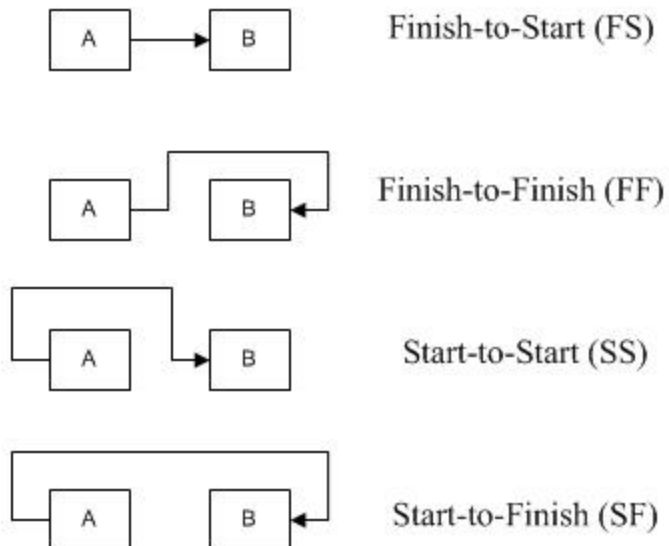 A B Finish-to-Start (FS)
A B Finish-to-Finish (FF)
A B Start-to-Start (SS)
A B Start-to-Finish (SF)